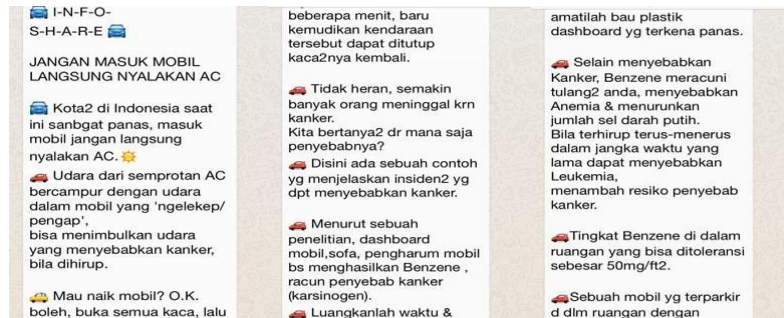 I-N-F-O-
S-H-A-R-E
JANGAN MASUK MOBIL
LANGSUNG NYALAKAN AC
Kota2 di Indonesia saat
ini sanbgat panas, masuk
mobil jangan langsung
nyalakan AC.
Udara dari semprotan AC
bercampur dengan udara
dalam mobil yang 'ngelekep/
pengap',
bisa menimbulkan udara
yang menyebabkan kanker,
bila dihirup.
Mau naik mobil? O.K.
boleh, buka semua kaca, lalu
beberapa menit, baru
kemudikan kendaraan
tersebut dapat ditutup
kaca2nya kembali.
Tidak heran, semakin
banyak orang meninggal krn
kanker.
Kita bertanya2 dr mana saja
penyebabnya?
Disini ada sebuah contoh
yg menjelaskan insiden2 yg
dpt menyebabkan kanker.
Menurut sebuah
penelitian, dashboard
mobil,sofa, pengharum mobil
bs menghasilkan Benzene ,
racun penyebab kanker
(karsinogen).
Luangkanlah waktu &
amatilah bau plastik
dashboard yg terkena panas.
Selain menyebabkan
Kanker, Benzene meracuni
tulang2 anda, menyebabkan
Anemia & menurunkan
jumlah sel darah putih.
Bila terhirup terus-menerus
dalam jangka waktu yang
lama dapat menyebabkan
Leukemia,
menambah resiko penyebab
kanker.
Tingkat Benzene di dalam
ruangan yang bisa ditoleransi
sebesar 50mg/ft2.
Sebuah mobil yg terparkir
d dlm ruangan dengan